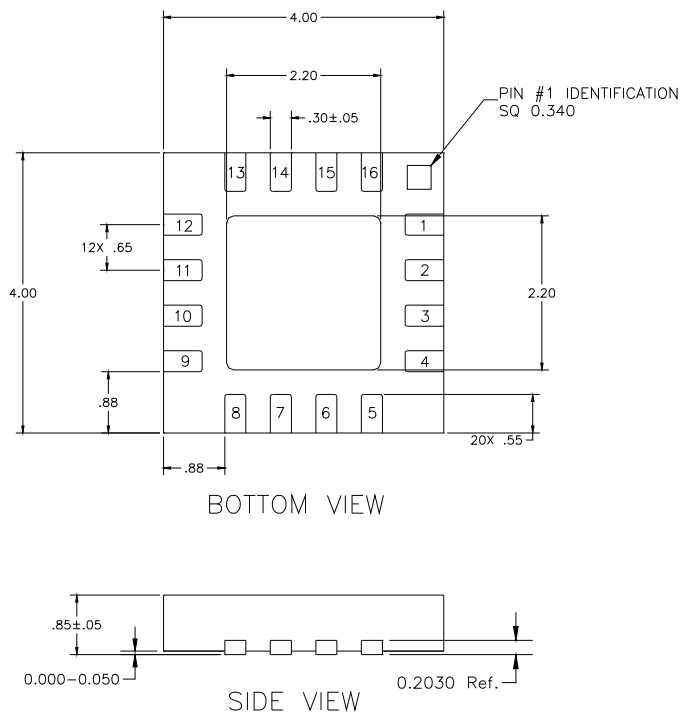 4.00
2.20
.30±.05
PIN #1 IDENTIFICATION
SQ 0.340
13 14 15 16
12 1
12X .65
11 2
4.00
2.20
10 3
9 4
.88
8 7 6 5
20X .55
.88
BOTTOM VIEW
.85±.05
0.000-0.050
0.2030 Ref.
SIDE VIEW